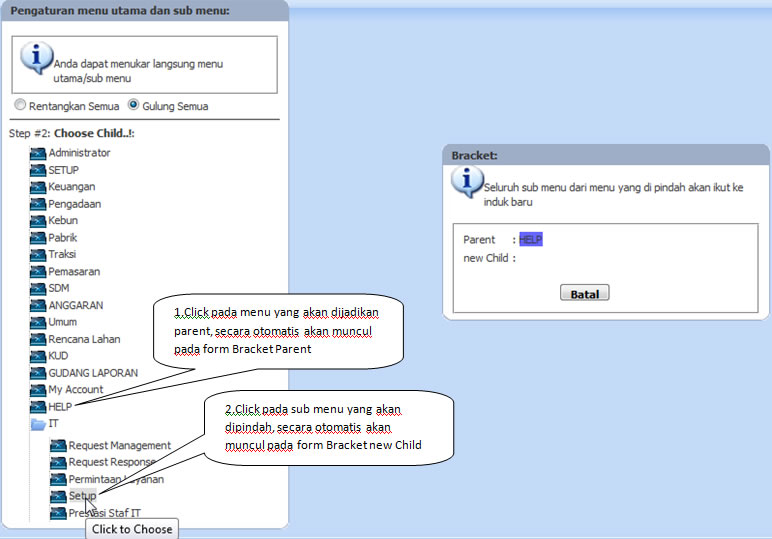 Pengaturan menu utama dan sub menu:
Anda dapat menukar langsung menu
utama/sub menu
Rentangkan Semua
Gulung Semua
Step #2: Choose Child..!:
Administrator
SETUP
Keuangan
Pengadaan
Kebun
Pabrik
Traksi
Pemasaran
SDM
ANGGARAN
Umum
Rencana Lahan
KUD
GUDANG LAPORAN
My Account
HELP
IT
Request Management
Request Response
Permintaan Layanan
Setup
Prestasi Staf IT
Click to Choose
1.Click pada menu yang akan dijadikan
parent, secara otomatis akan muncul
pada form Bracket Parent
2.Click pada sub menu yang akan
dipindah, secara otomatis akan
muncul pada form Bracket new Child
Bracket:
Seluruh sub menu dari menu yang di pindah akan ikut ke
induk baru
Parent : HELP
new Child :
Batal